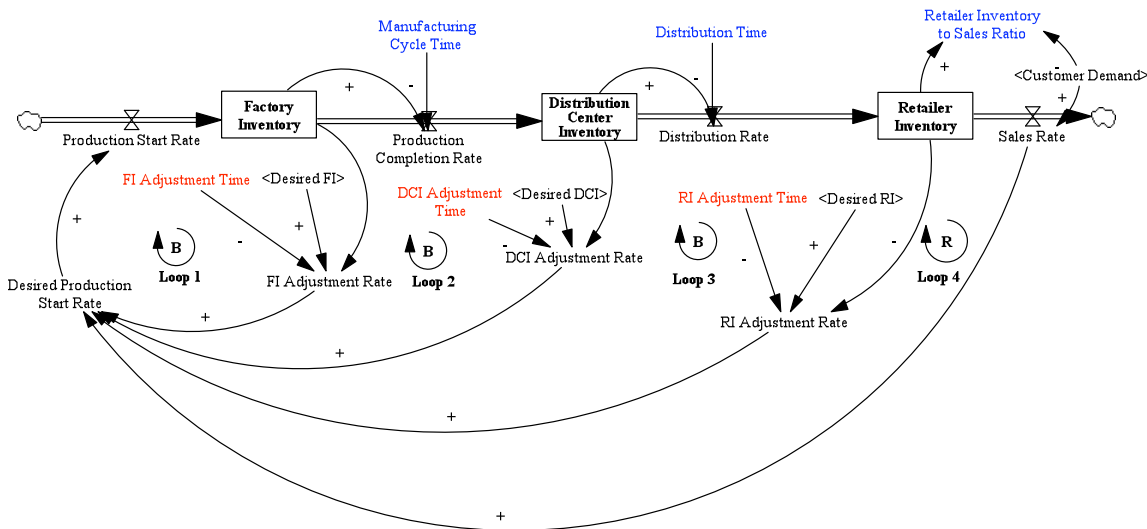 Manufacturing
Cycle Time
Distribution Time
Retailer Inventory
to Sales Ratio
+
-
+
-
+
-
<Customer Demand>
+
Factory
Inventory
Distribution
Center
Inventory
Retailer
Inventory
Production Start Rate
Production
Completion Rate
Distribution Rate
Sales Rate
FI Adjustment Time
<Desired FI>
DCI Adjustment
Time
<Desired DCI>
RI Adjustment Time
<Desired RI>
+
-
+
-
+
-
+
-
B
Loop 1
B
Loop 2
B
Loop 3
R
Loop 4
Desired Production
Start Rate
FI Adjustment Rate
DCI Adjustment Rate
-
RI Adjustment Rate
+
+
+
+